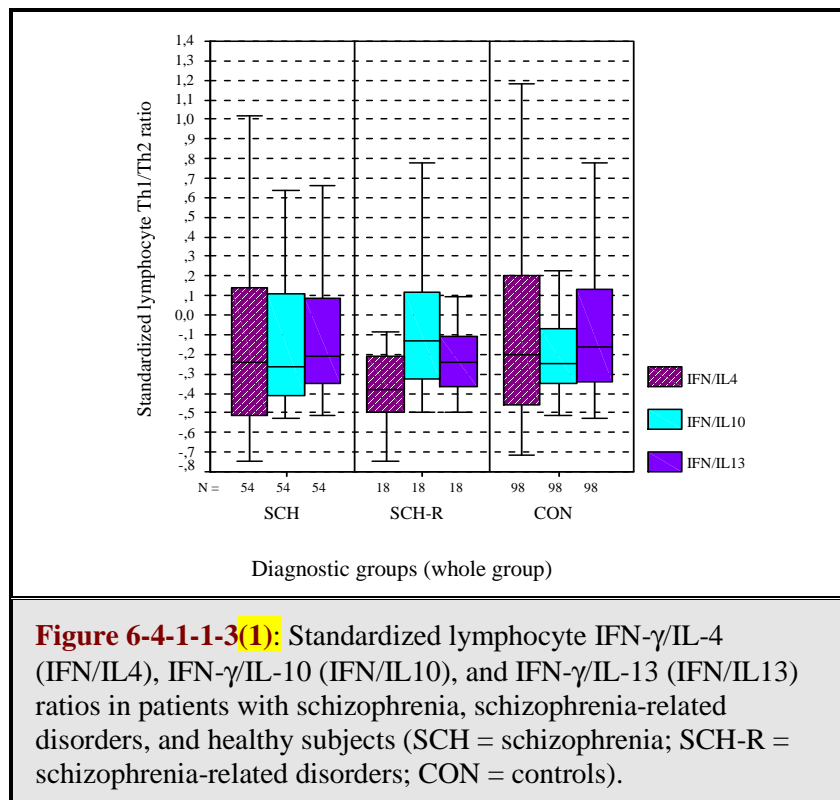 Standardized lymphocyte Th1/Th2 ratio
1,4
1,3
1,2
1,1
1,0
,9
,8
,7
,6
,5
,4
,3
,2
,1
0,0
-,1
-,2
-,3
-,4
-,5
-,6
-,7
-,8
IFN/IL4
IFN/IL10
IFN/IL13
N = 54 54 54 18 18 18 98 98 98
SCH SCH-R CON
Diagnostic groups (whole group)
Figure 6-4-1-1-3(1): Standardized lymphocyte IFN-γ/IL-4
(IFN/IL4), IFN-γ/IL-10 (IFN/IL10), and IFN-γ/IL-13 (IFN/IL13)
ratios in patients with schizophrenia, schizophrenia-related
disorders, and healthy subjects (SCH = schizophrenia; SCH-R =
schizophrenia-related disorders; CON = controls).